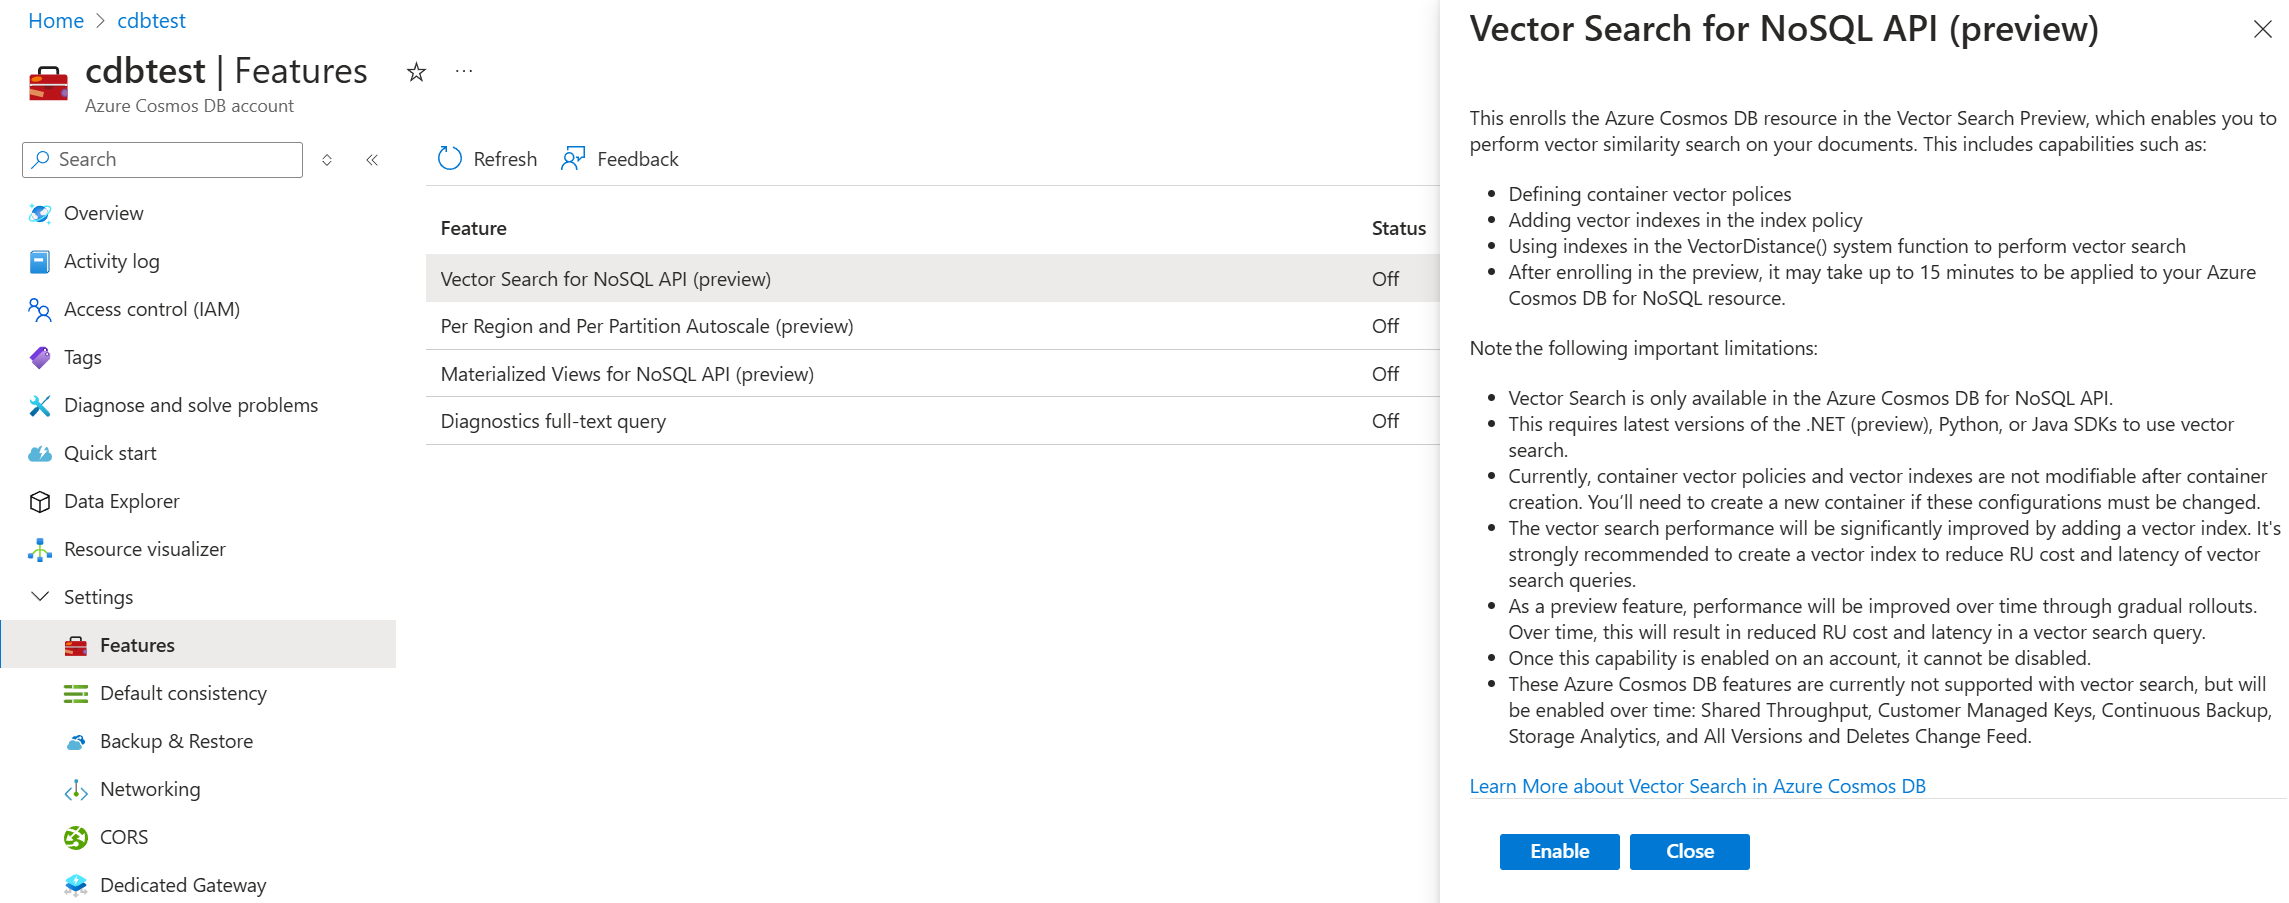 Home > cdbtest
cdbtest | Features
Azure Cosmos DB account
Search
Overview
Activity log
Access control (IAM)
Tags
Diagnose and solve problems
Quick start
Data Explorer
Resource visualizer
Settings
Features
Default consistency
Backup & Restore
Networking
CORS
Dedicated Gateway
Refresh Feedback
Feature Status
Vector Search for NoSQL API (preview) Off
Per Region and Per Partition Autoscale (preview) Off
Materialized Views for NoSQL API (preview) Off
Diagnostics full-text query Off
Vector Search for NoSQL API (preview)
This enrolls the Azure Cosmos DB resource in the Vector Search Preview, which enables you to
perform vector similarity search on your documents. This includes capabilities such as:
• Defining container vector polices
• Adding vector indexes in the index policy
• Using indexes in the VectorDistance() system function to perform vector search
• After enrolling in the preview, it may take up to 15 minutes to be applied to your Azure
Cosmos DB for NoSQL resource.
Note the following important limitations:
• Vector Search is only available in the Azure Cosmos DB for NoSQL API.
• This requires latest versions of the .NET (preview), Python, or Java SDKs to use vector
search.
• Currently, container vector policies and vector indexes are not modifiable after container
creation. You’ll need to create a new container if these configurations must be changed.
• The vector search performance will be significantly improved by adding a vector index. It's
strongly recommended to create a vector index to reduce RU cost and latency of vector
search queries.
• As a preview feature, performance will be improved over time through gradual rollouts.
Over time, this will result in reduced RU cost and latency in a vector search query.
• Once this capability is enabled on an account, it cannot be disabled.
• These Azure Cosmos DB features are currently not supported with vector search, but will
be enabled over time: Shared Throughput, Customer Managed Keys, Continuous Backup,
Storage Analytics, and All Versions and Deletes Change Feed.
Learn More about Vector Search in Azure Cosmos DB
Enable Close